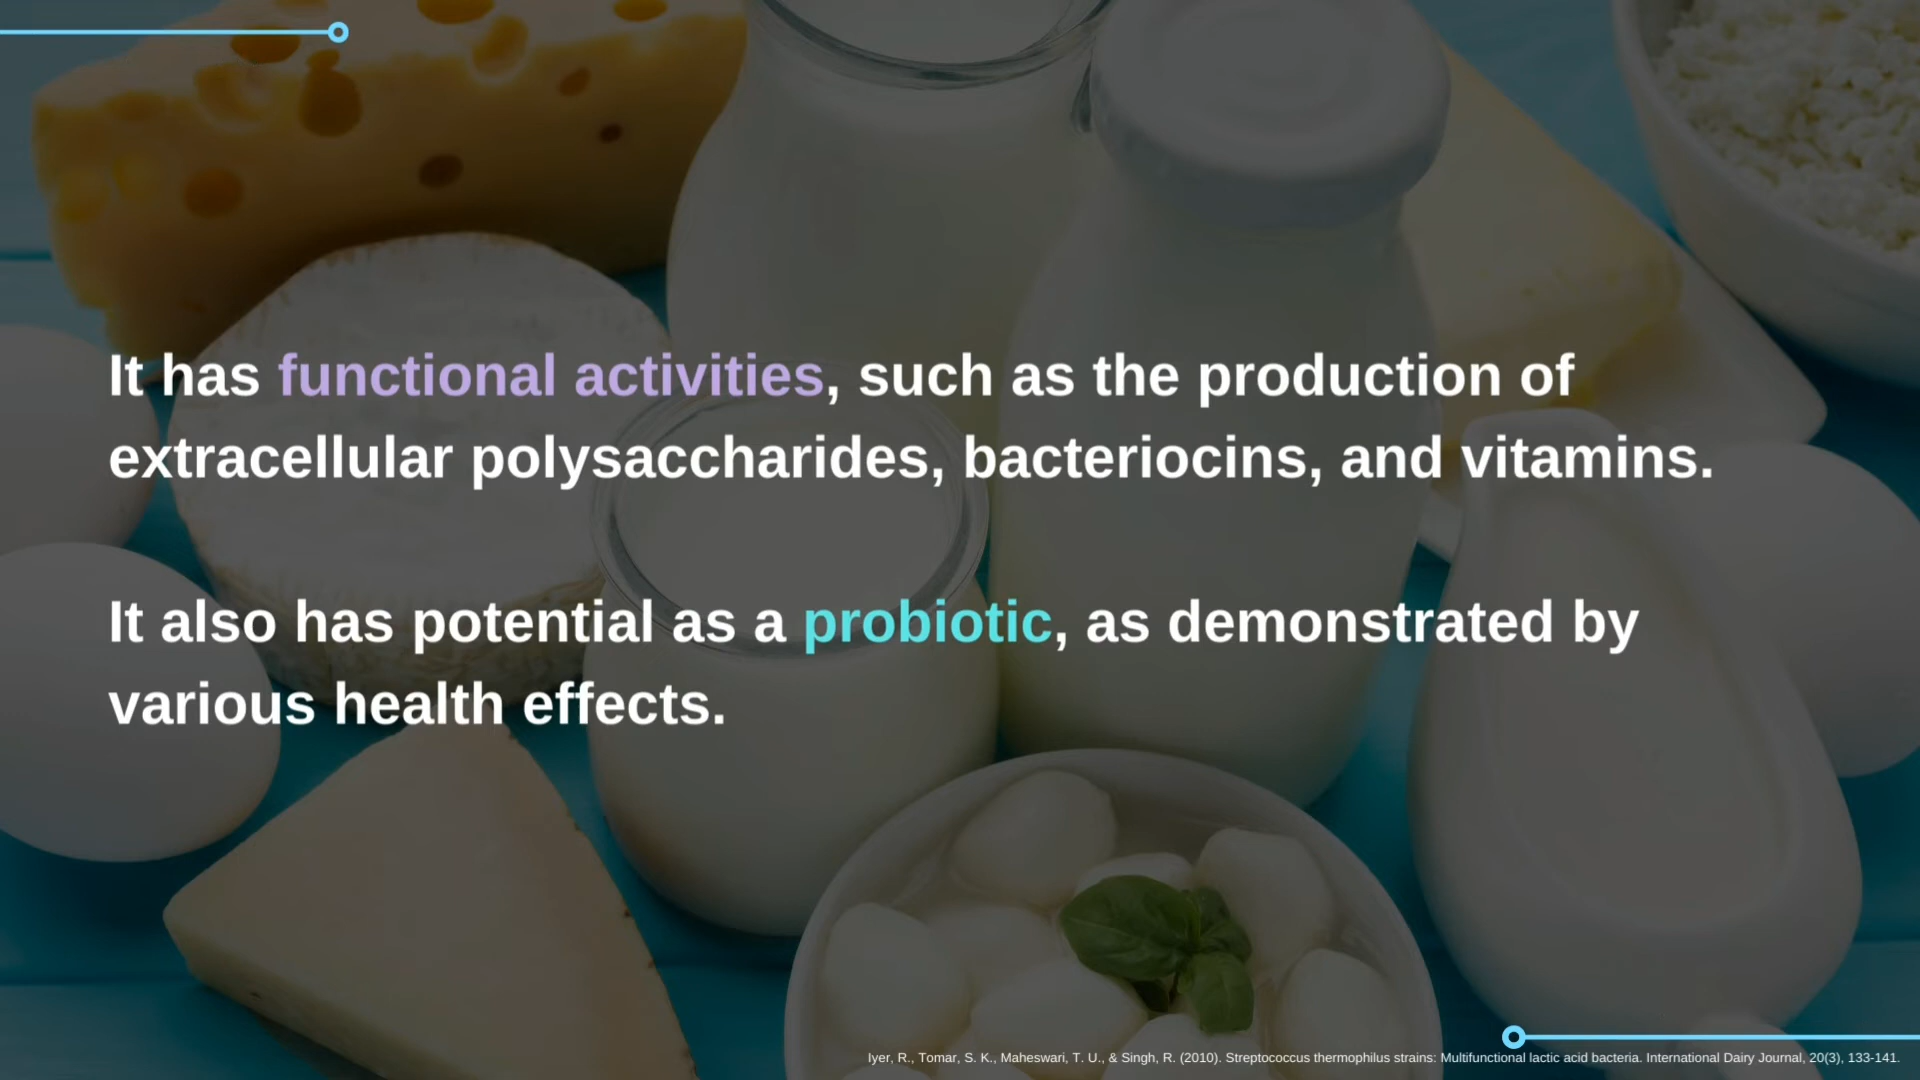 It has functional activities, such as the production of
extracellular polysaccharides, bacteriocins, and vitamins.
It also has potential as a probiotic, as demonstrated by
various health effects.
Iyer, R., Tomar, S. K., Maheswari, T. U., & Singh, R. (2010). Streptococcus thermophilus strains: Multifunctional lactic acid bacteria. International Dairy Journal, 20(3), 133-141.